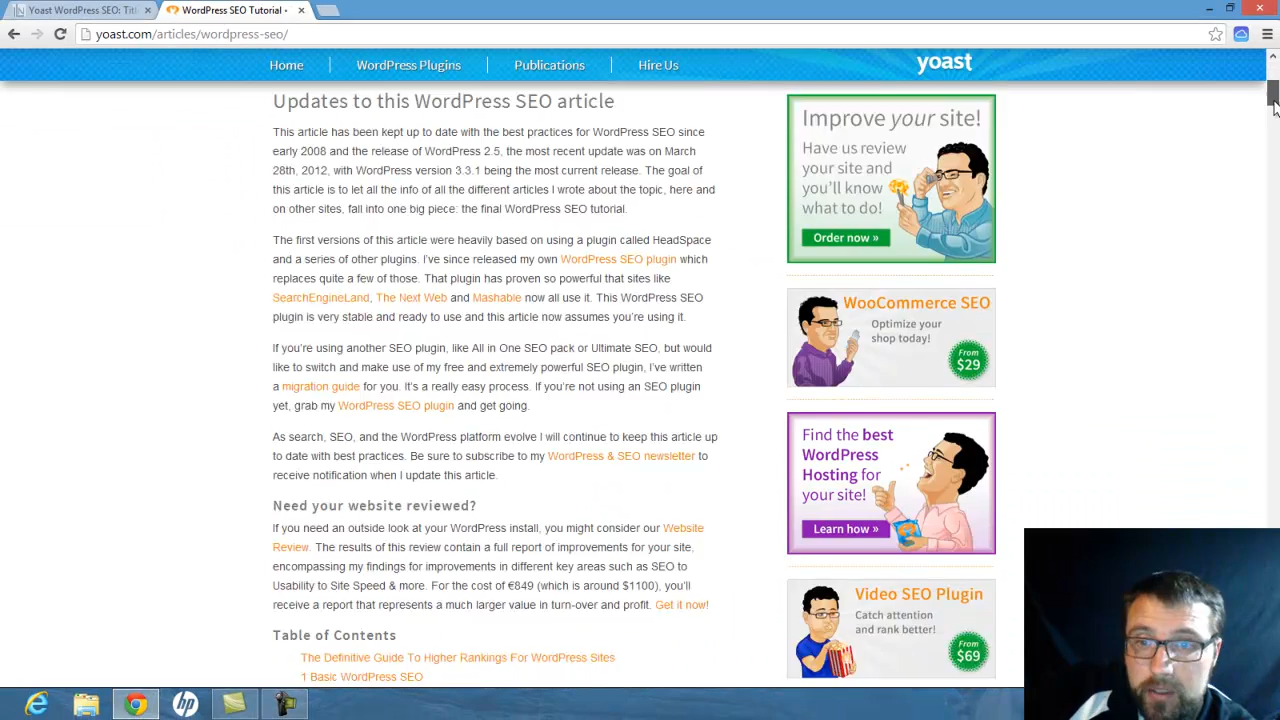 Yoast WordPress SEO: Titl
WordPress SEO Tutorial •
yoast.com/articles/wordpress-seo/
Home
WordPress Plugins
Publications
Hire Us
yoast
Updates to this WordPress SEO article
This article has been kept up to date with the best practices for WordPress SEO since
early 2008 and the release of WordPress 2.5, the most recent update was on March
28th, 2012, with WordPress version 3.3.1 being the most current release. The goal of
this article is to let all the info of all the different articles I wrote about the topic, here and
on other sites, fall into one big piece: the final WordPress SEO tutorial.
The first versions of this article were heavily based on using a plugin called HeadSpace
and a series of other plugins. I've since released my own WordPress SEO plugin which
replaces quite a few of those. That plugin has proven so powerful that sites like
SearchEngineLand, The Next Web and Mashable now all use it. This WordPress SEO
plugin is very stable and ready to use and this article now assumes you're using it.
If you're using another SEO plugin, like All in One SEO pack or Ultimate SEO, but would
like to switch and make use of my free and extremely powerful SEO plugin, I've written
a migration guide for you. It's a really easy process. If you're not using an SEO plugin
yet, grab my WordPress SEO plugin and get going.
As search, SEO, and the WordPress platform evolve I will continue to keep this article up
to date with best practices. Be sure to subscribe to my WordPress & SEO newsletter to
receive notification when I update this article.
Need your website reviewed?
If you need an outside look at your WordPress install, you might consider our Website
Review. The results of this review contain a full report of improvements for your site,
encompassing my findings for improvements in different key areas such as SEO to
Usability to Site Speed & more. For the cost of €849 (which is around $1100), you'll
receive a report that represents a much larger value in turn-over and profit. Get it now!
Table of Contents
The Definitive Guide To Higher Rankings For WordPress Sites
1 Basic WordPress SEO
Improve your site!
Have us review
your site and
you'll know
what to do!
Order now »
WooCommerce SEO
Optimize your
shop today!
From
$29
Find the best
WordPress
Hosting for
your site!
Learn how »
Video SEO Plugin
Catch attention
and rank better!
From
$69
hp